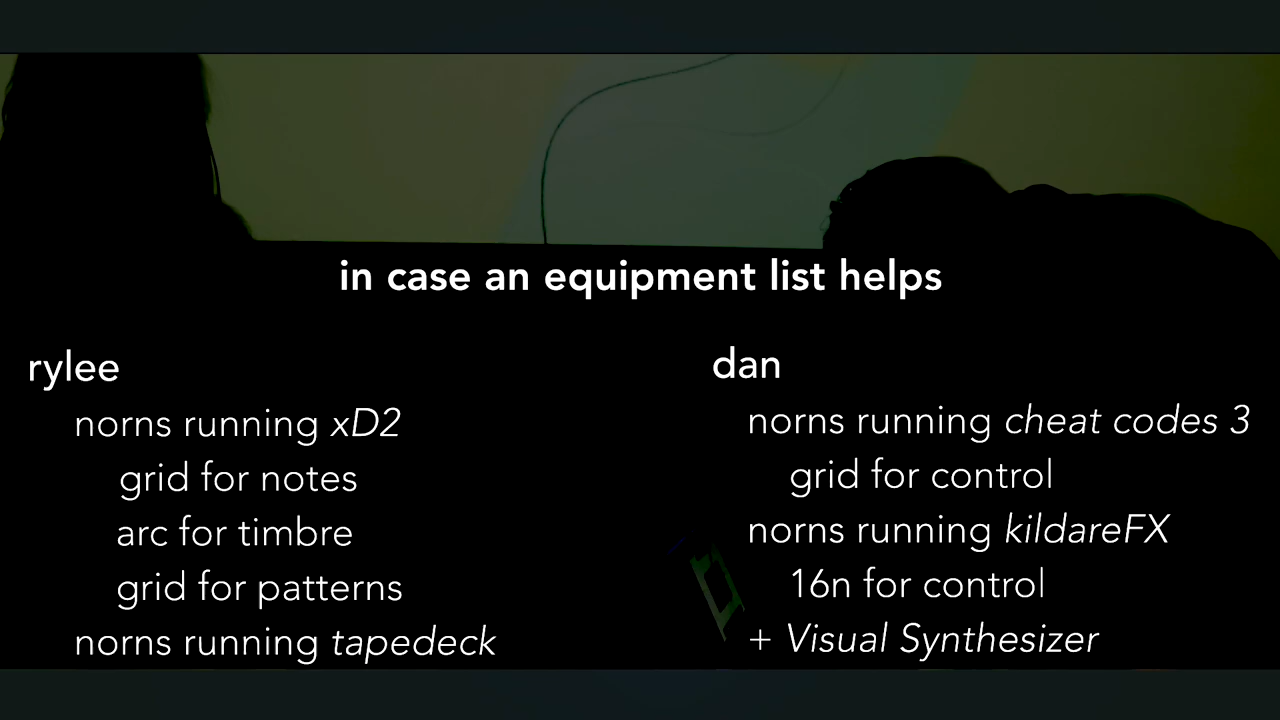 in case an equipment list helps
rylee
norns running xD2
grid for notes
arc for timbre
grid for patterns
norns running tapedeck
dan
norns running cheat codes 3
grid for control
norns running kildareFX
16n for control
+ Visual Synthesizer